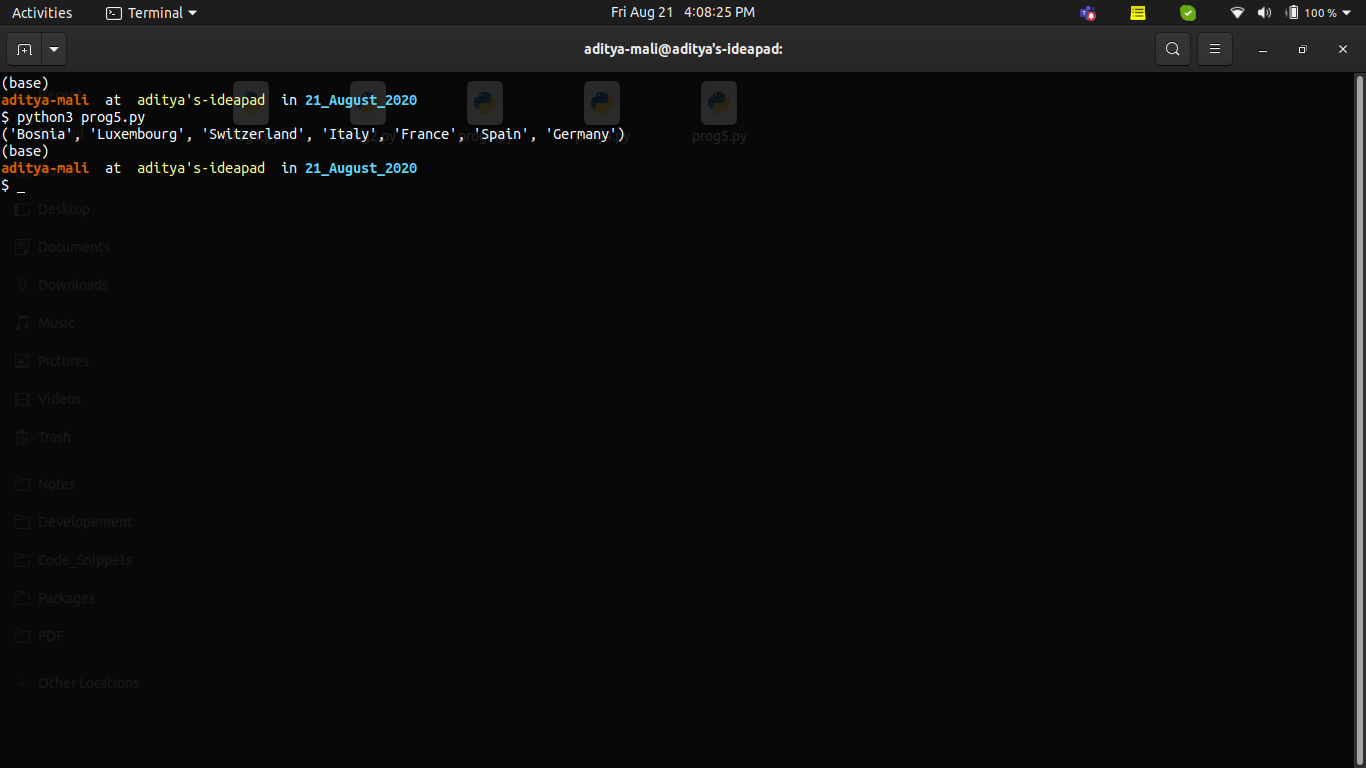 Activities Terminal Fri Aug 21 4:08:25 PM 100 %
aditya-mali@aditya's-ideapad:
(base)
aditya-mali at aditya's-ideapad in 21_August_2020
$ python3 prog5.py
('Bosnia', 'Luxembourg', 'Switzerland', 'Italy', 'France', 'Spain', 'Germany')
prog5.py
(base)
aditya-mali at aditya's-ideapad in 21_August_2020
$ _
Desktop
Documents
Downloads
Music
Pictures
Videos
Trash
Notes
Developement
Code_Snippets
Packages
PDF
Other Locations